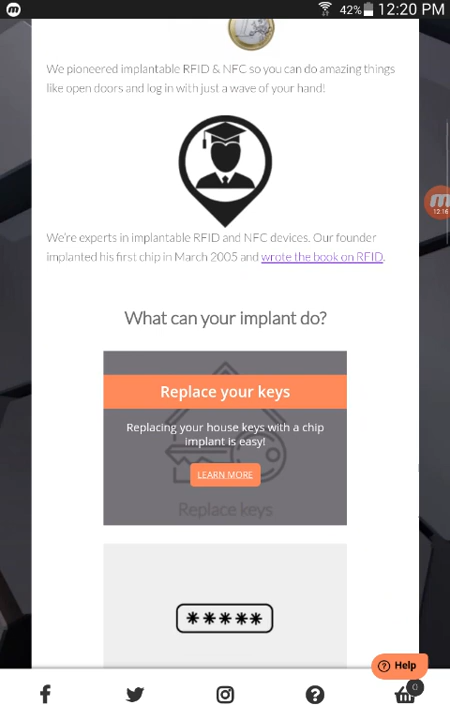 42% 12:20 PM
We pioneered implantable RFID & NFC so you can do amazing things
like open doors and log in with just a wave of your hand!
12:16
We're experts in implantable RFID and NFC devices. Our founder
implanted his first chip in March 2005 and wrote the book on RFID.
What can your implant do?
Replace your keys
Replacing your house keys with a chip
implant is easy!
LEARN MORE
Replace keys
*****
Help
0